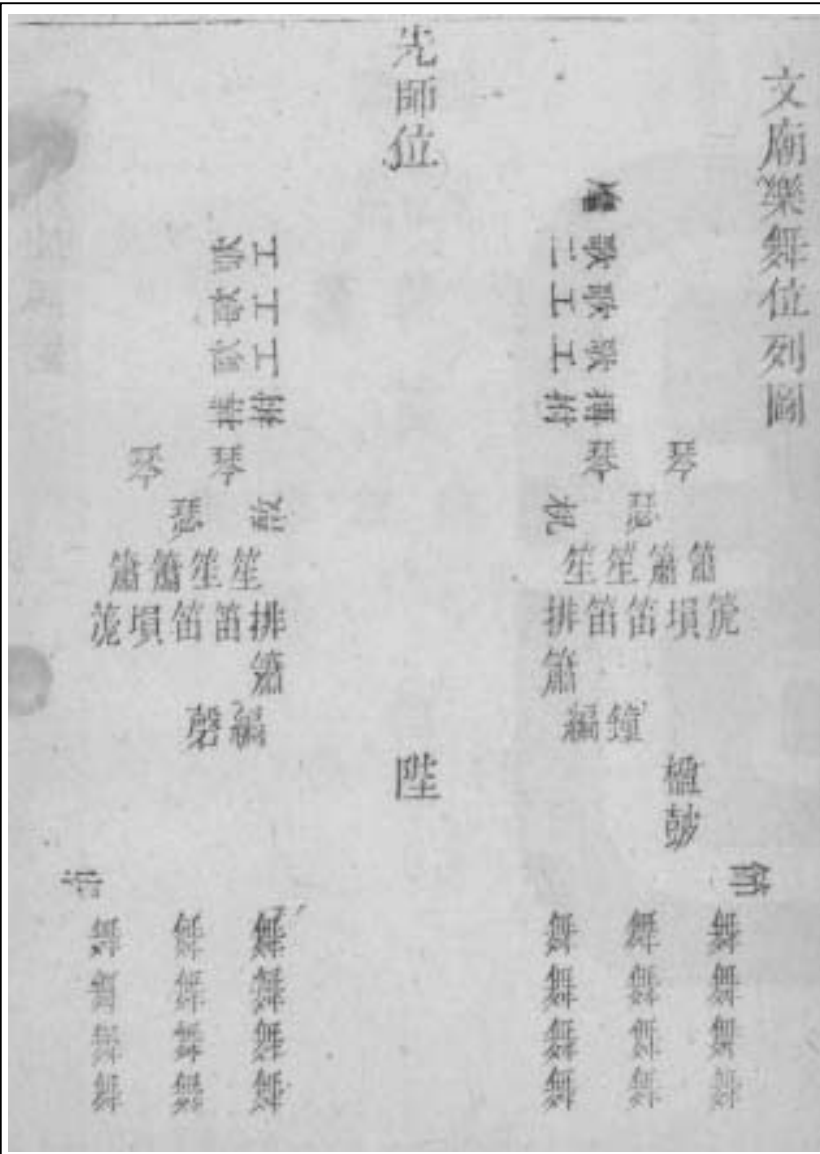 文廟樂舞位列圖
先師位
陛
麾
歌歌歌搏
工工工拊
琴 琴
瑟 柷
笙笙簫簫
排笛笛塤篪
簫
編鐘
楹鼓
節
舞舞舞
舞舞舞
舞舞舞
舞舞舞
工工工拊
歌歌歌搏
琴 琴
瑟 敔
簫簫笙笙
篪塤笛笛排
簫
磬編
節
舞舞舞
舞舞舞
舞舞舞
舞舞舞